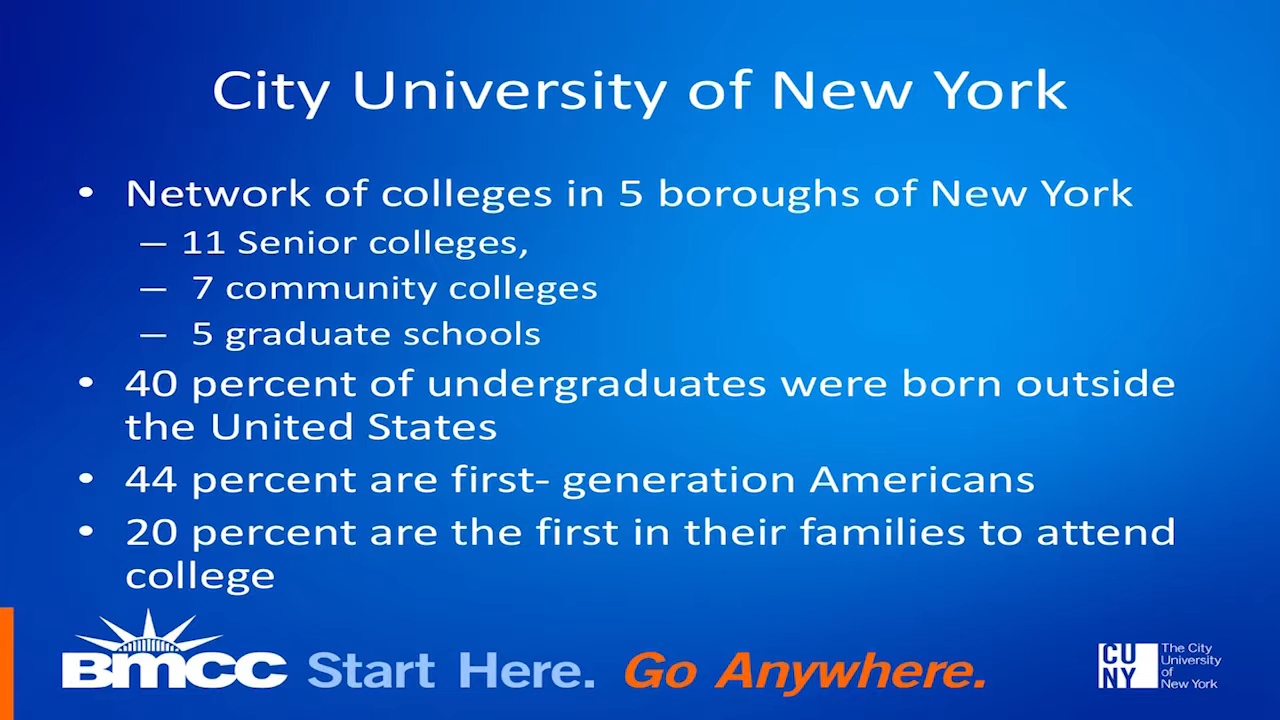 City University of New York
• Network of colleges in 5 boroughs of New York
– 11 Senior colleges,
– 7 community colleges
– 5 graduate schools
• 40 percent of undergraduates were born outside
the United States
• 44 percent are first- generation Americans
• 20 percent are the first in their families to attend
college
BMCC Start Here. Go Anywhere.
CU
NY
The City
University
of
New York